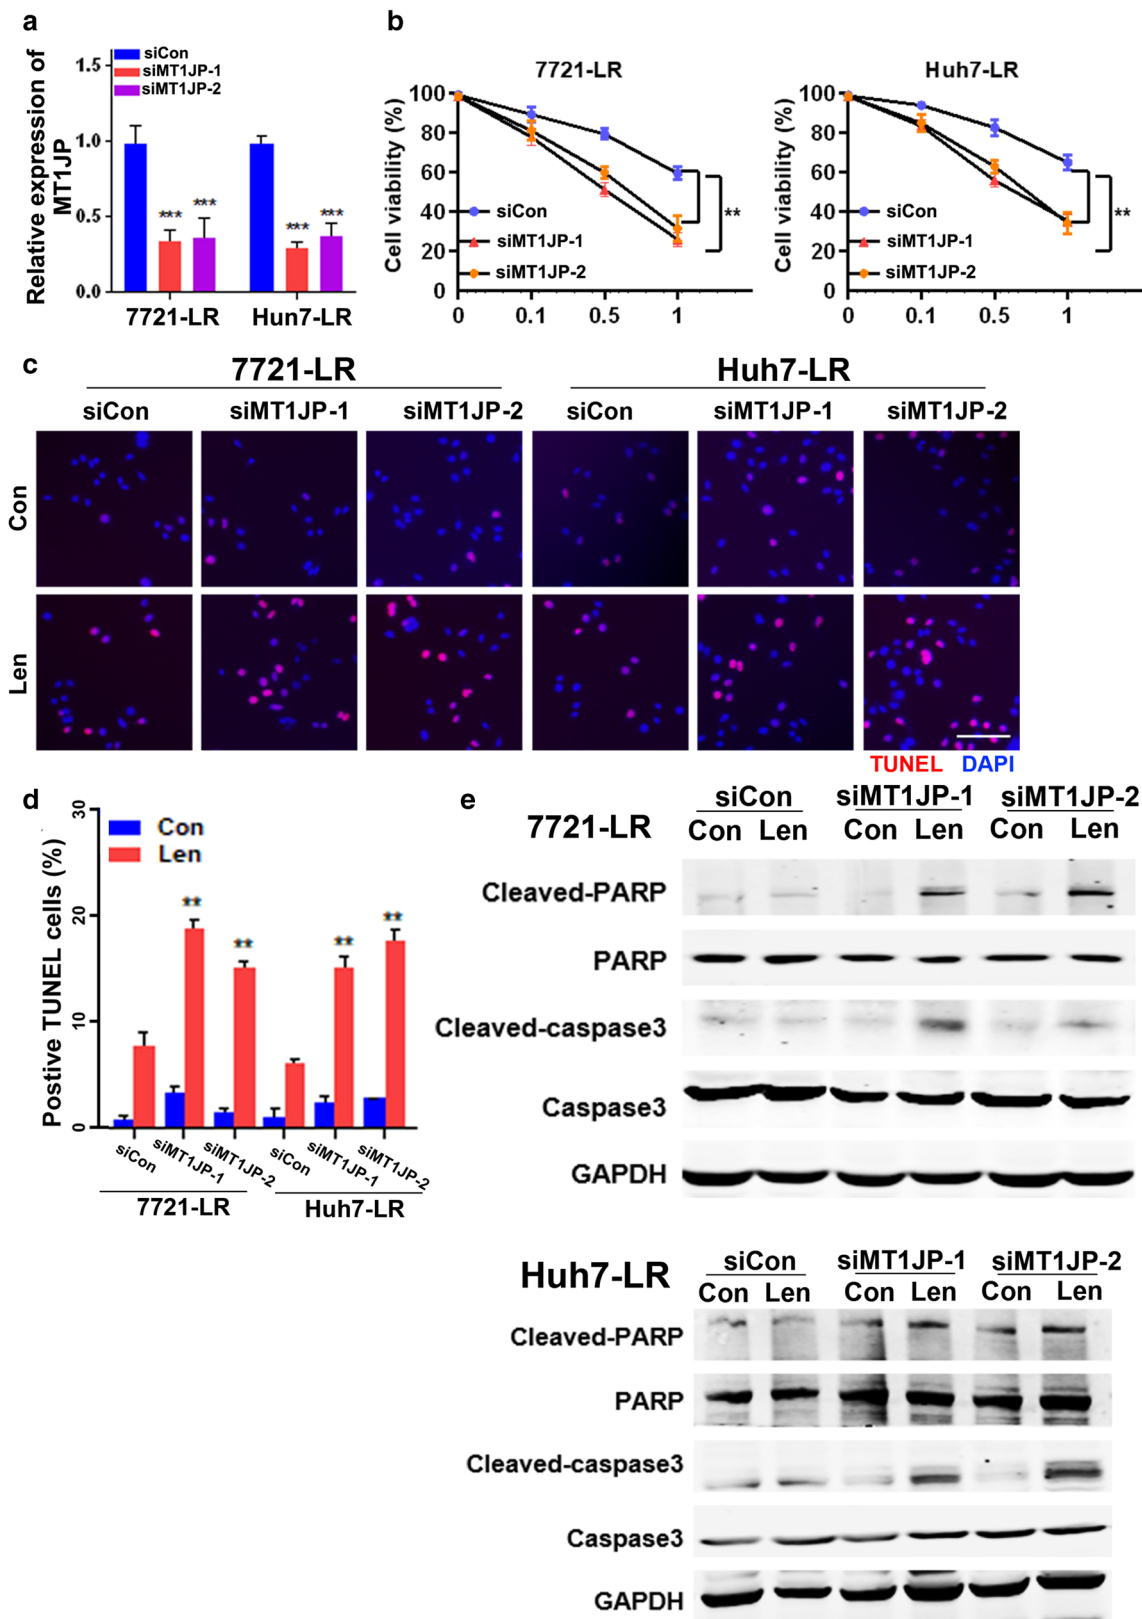 a
Relative expression of
MT1JP
1.5
1.0
0.5
0.0
siCon
siMT1JP-1
siMT1JP-2
***
***
***
***
7721-LR
Hun7-LR
b
7721-LR
Cell viability (%)
100
80
60
40
20
0
siCon
siMT1JP-1
siMT1JP-2
**
0 0.1 0.5 1
Huh7-LR
Cell viability (%)
100
80
60
40
20
0
siCon
siMT1JP-1
siMT1JP-2
**
0 0.1 0.5 1
c
7721-LR Huh7-LR
siCon siMT1JP-1 siMT1JP-2 siCon siMT1JP-1 siMT1JP-2
Con
Len
TUNEL DAPI
d
Postive TUNEL cells (%)
30
20
10
0
Con
Len
**
**
**
**
siCon siMT1JP-1 siMT1JP-2 siCon siMT1JP-1 siMT1JP-2
7721-LR Huh7-LR
e
7721-LR
siCon siMT1JP-1 siMT1JP-2
Con Len Con Len Con Len
Cleaved-PARP
PARP
Cleaved-caspase3
Caspase3
GAPDH
Huh7-LR
siCon siMT1JP-1 siMT1JP-2
Con Len Con Len Con Len
Cleaved-PARP
PARP
Cleaved-caspase3
Caspase3
GAPDH